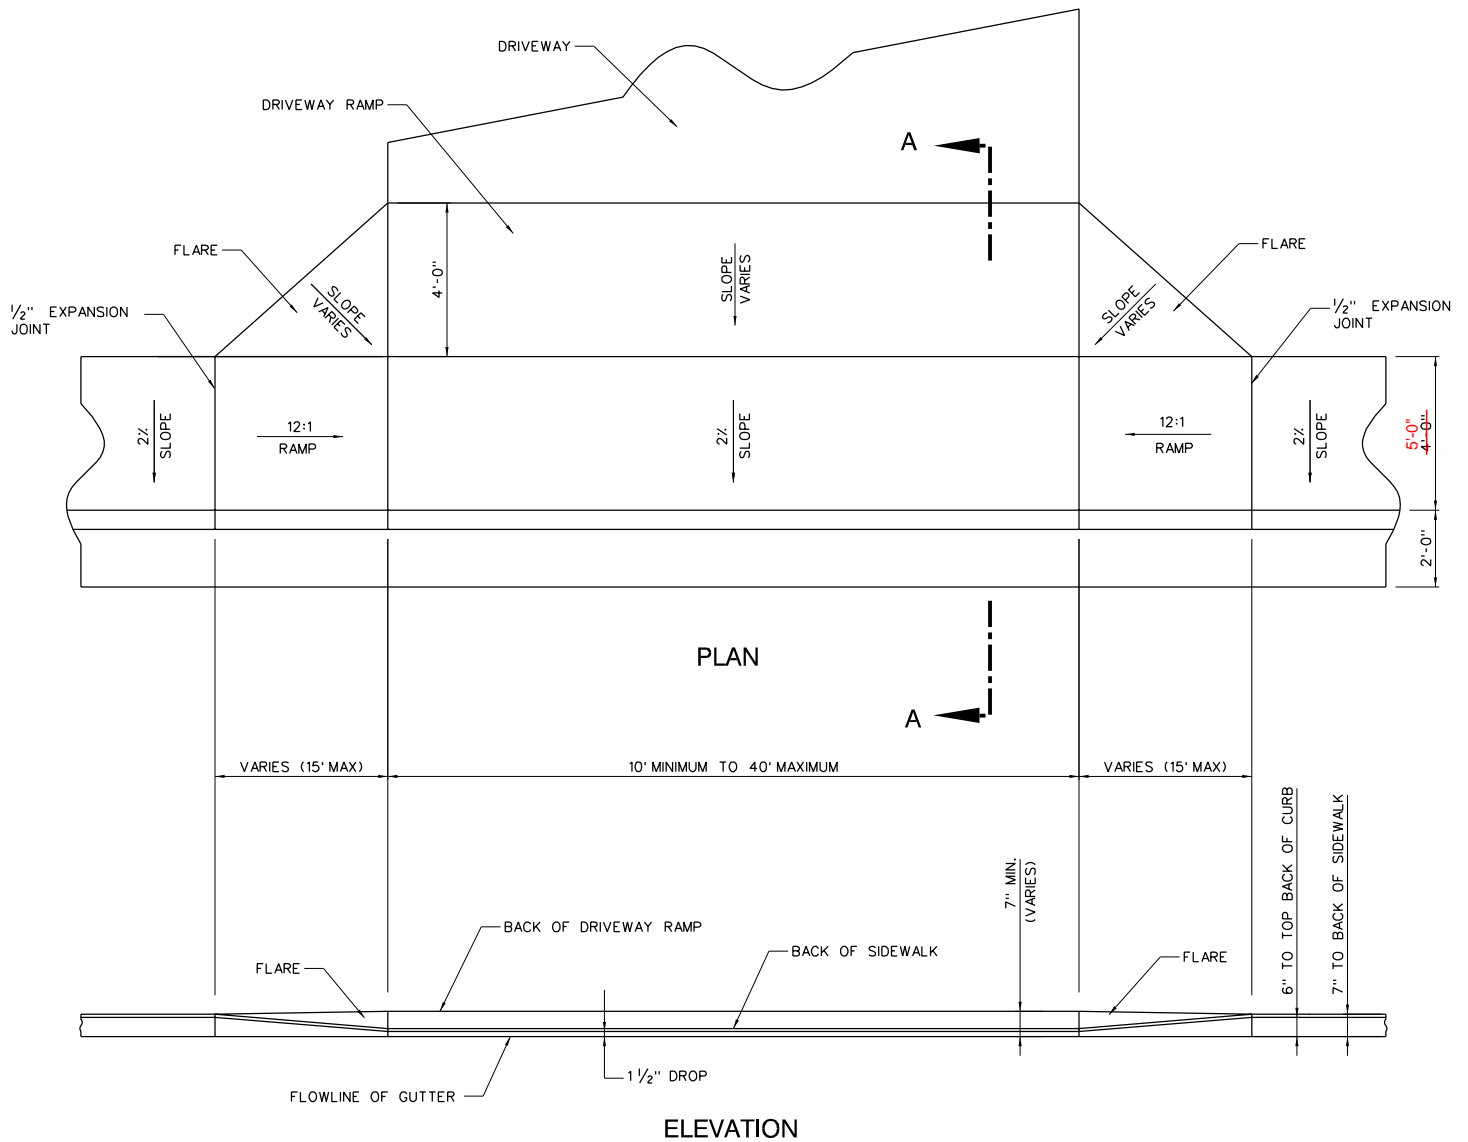 DRIVEWAY
DRIVEWAY RAMP
A
FLARE
FLARE
4'-0"
SLOPE
VARIES
SLOPE
VARIES
SLOPE
VARIES
1/2" EXPANSION
JOINT
1/2" EXPANSION
JOINT
2%
SLOPE
12:1
RAMP
2%
SLOPE
12:1
RAMP
2%
SLOPE
5'-0"
4'-0"
2'-0"
PLAN
A
VARIES (15' MAX)
10' MINIMUM TO 40' MAXIMUM
VARIES (15' MAX)
7" MIN.
(VARIES)
6" TO TOP BACK OF CURB
7" TO BACK OF SIDEWALK
BACK OF DRIVEWAY RAMP
BACK OF SIDEWALK
FLARE
FLARE
1 1/2" DROP
FLOWLINE OF GUTTER
ELEVATION